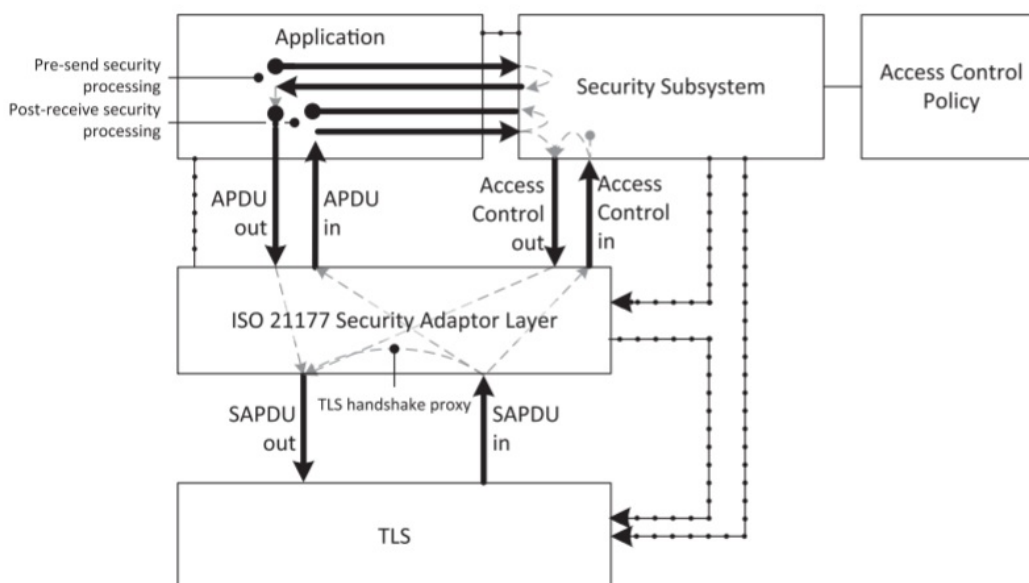 Application
Pre-send security
processing
Post-receive security
processing
Security Subsystem
Access Control
Policy
APDU
out
APDU
in
Access
Control
out
Access
Control
in
ISO 21177 Security Adaptor Layer
TLS handshake proxy
SAPDU
out
SAPDU
in
TLS